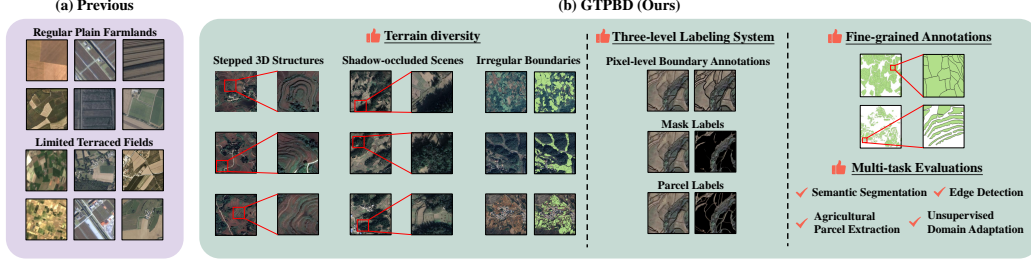 (a) Previous
(b) GTPBD (Ours)
Regular Plain Farmlands
Limited Terraced Fields
Terrain diversity
Stepped 3D Structures
Shadow-occluded Scenes
Irregular Boundaries
Three-level Labeling System
Pixel-level Boundary Annotations
Mask Labels
Parcel Labels
Fine-grained Annotations
Multi-task Evaluations
Semantic Segmentation
Edge Detection
Agricultural
Parcel Extraction
Unsupervised
Domain Adaptation